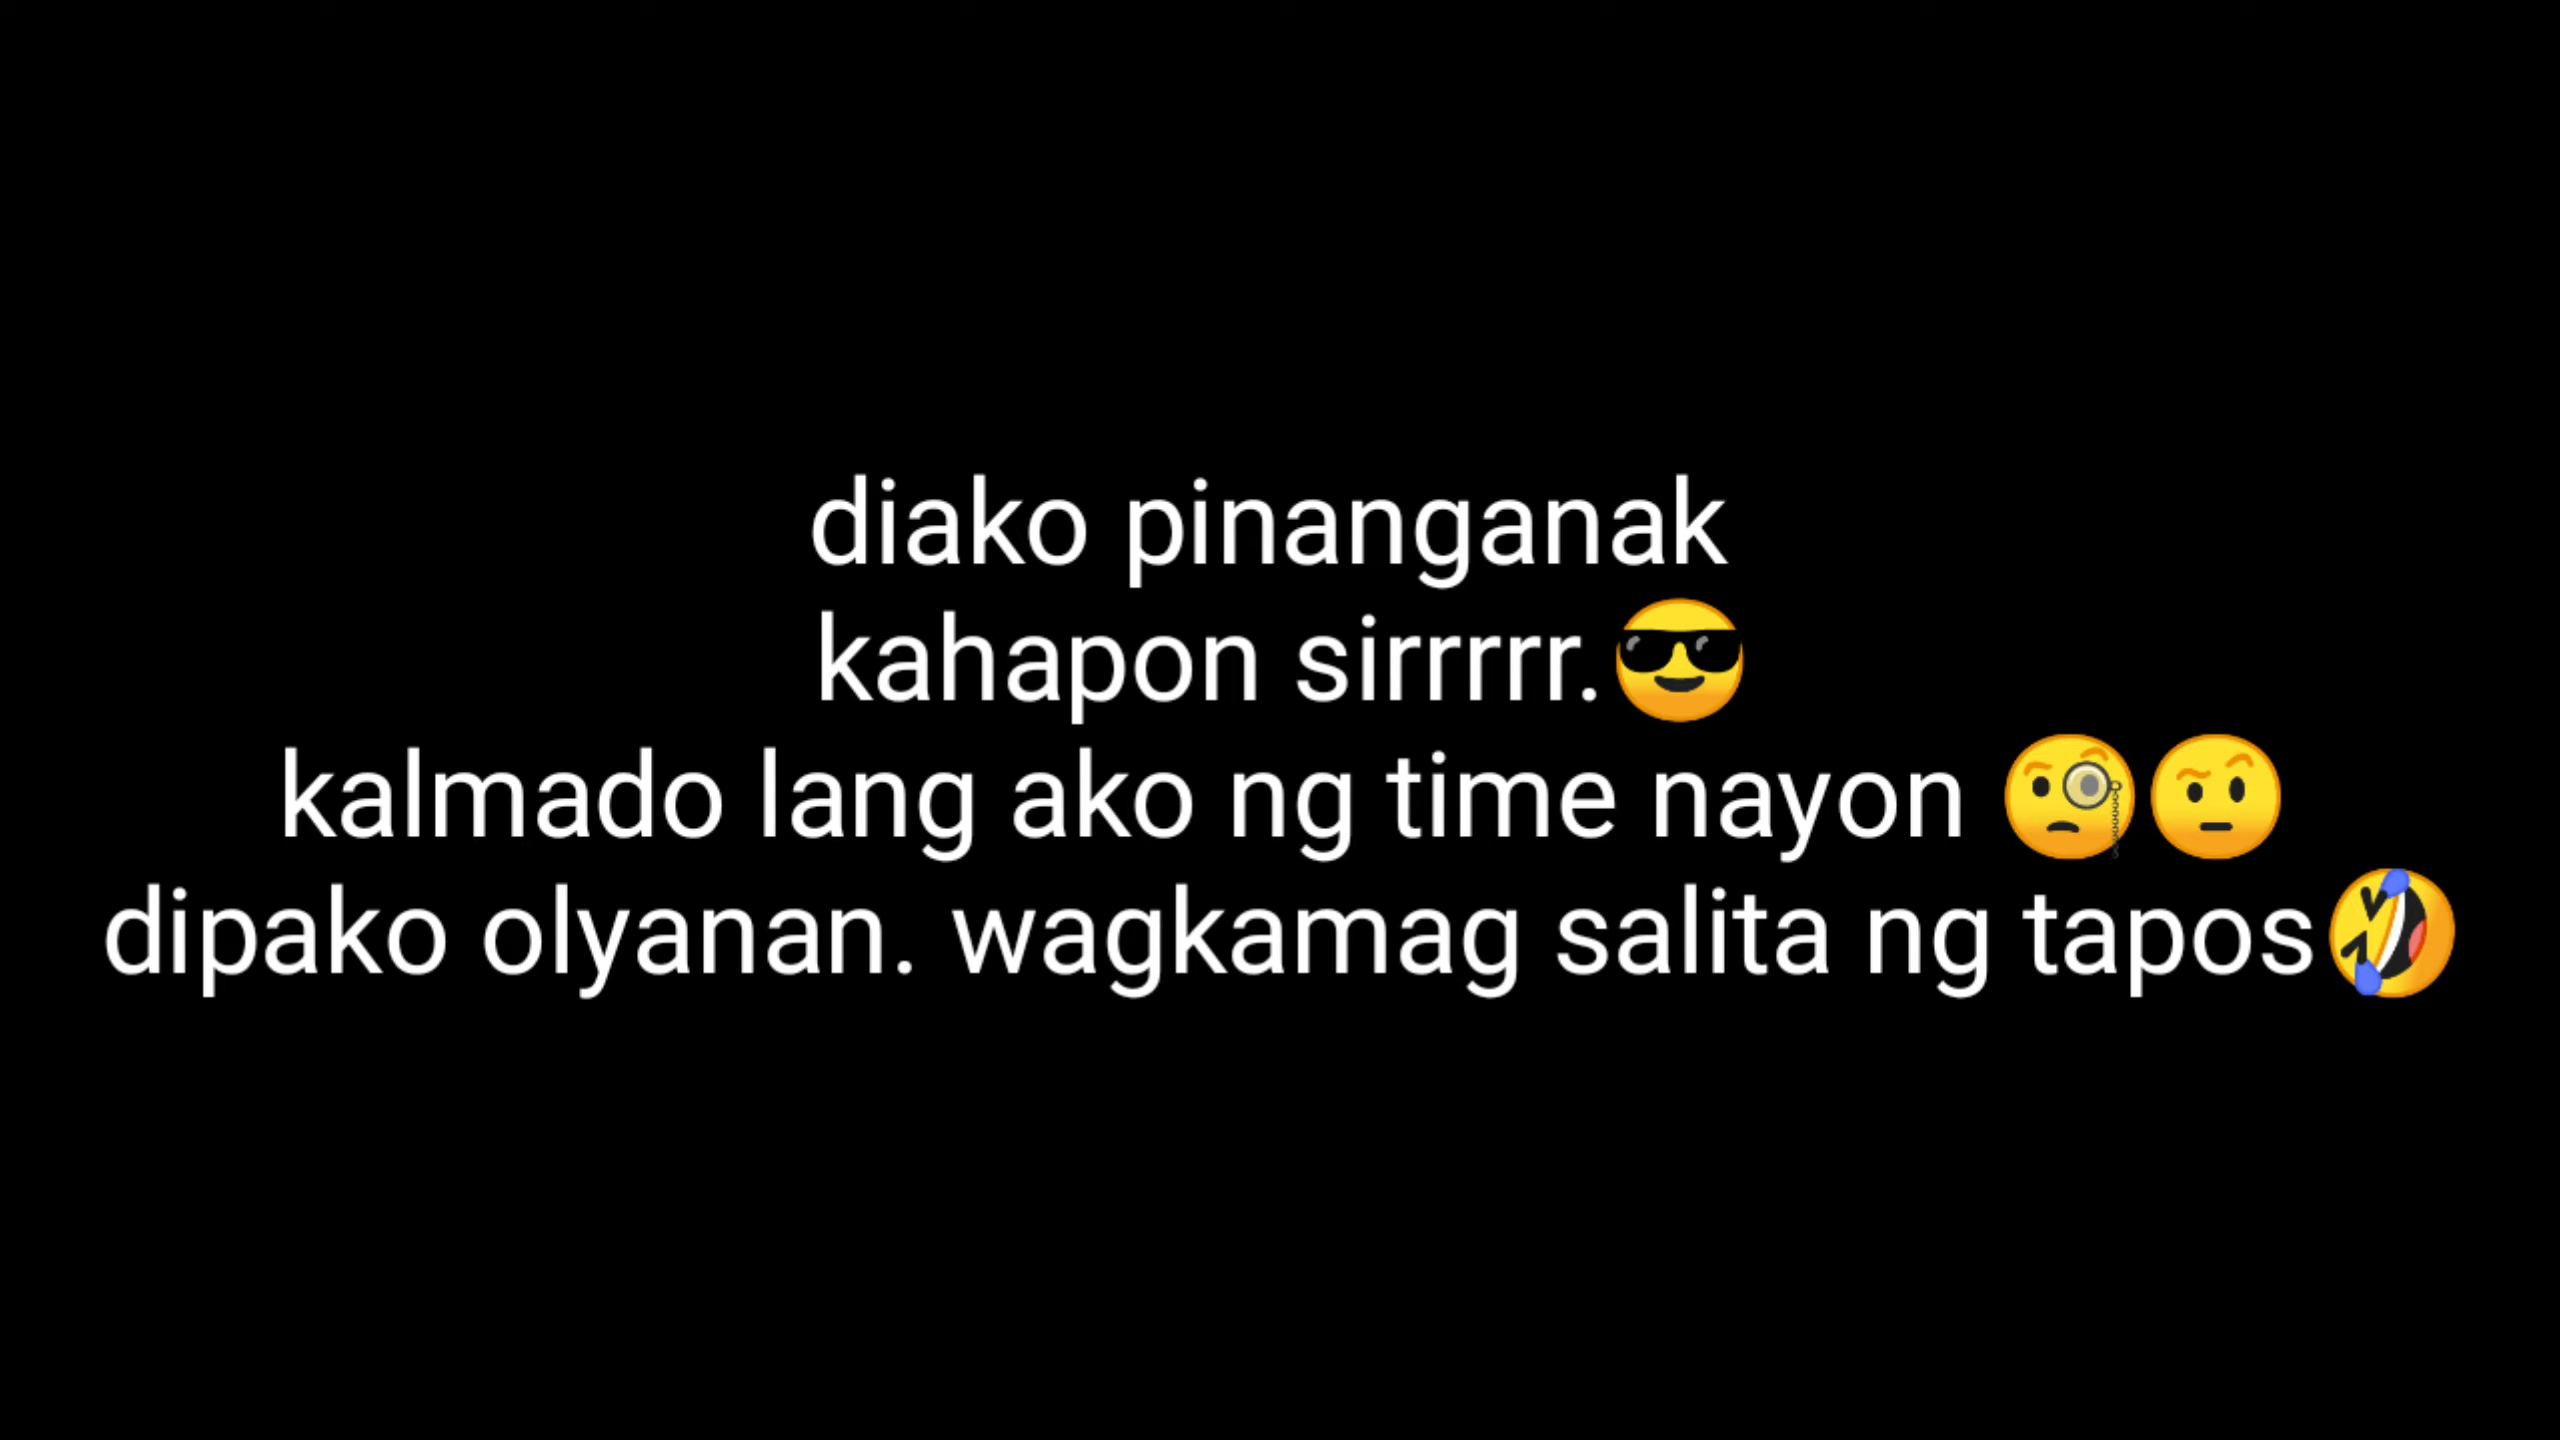 diako pinanganak
kahapon sirrrrr.😎
kalmado lang ako ng time nayon 🧐🤨
dipako olyanan. wagkamag salita ng tapos🤣